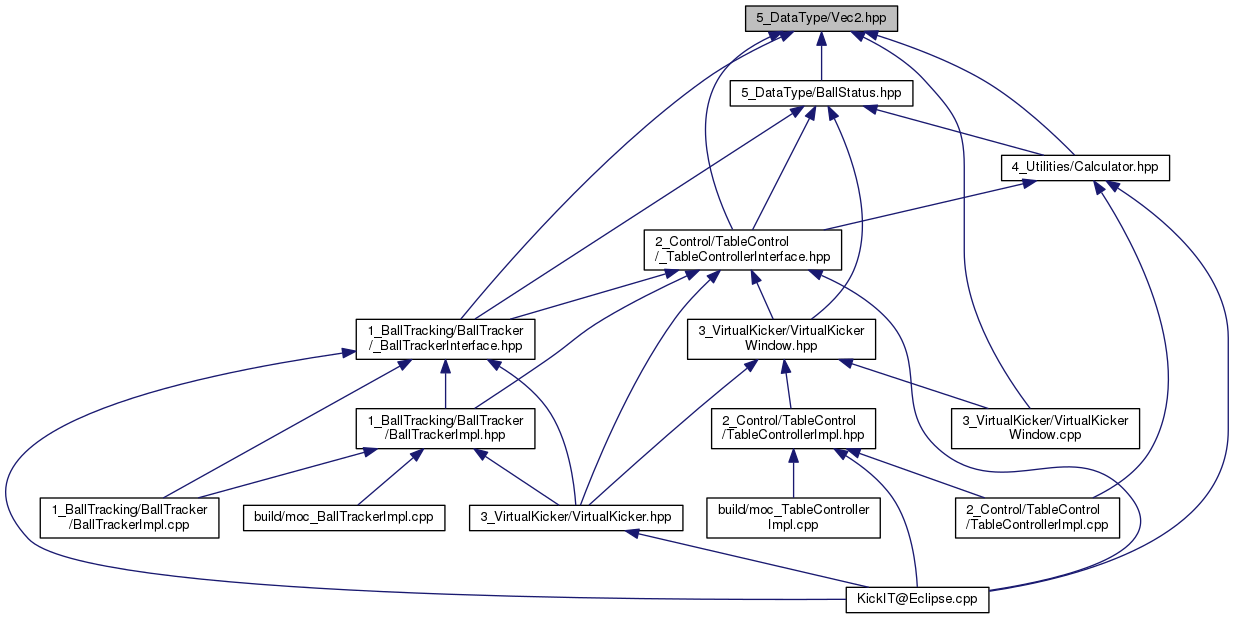 5_DataType/Vec2.hpp
5_DataType/BallStatus.hpp
4_Utilities/Calculator.hpp
2_Control/TableControl
/_TableControllerInterface.hpp
1_BallTracking/BallTracker
/_BallTrackerInterface.hpp
3_VirtualKicker/VirtualKicker
Window.hpp
1_BallTracking/BallTracker
/BallTrackerImpl.hpp
2_Control/TableControl
/TableControllerImpl.hpp
3_VirtualKicker/VirtualKicker
Window.cpp
1_BallTracking/BallTracker
/BallTrackerImpl.cpp
build/moc_BallTrackerImpl.cpp
3_VirtualKicker/VirtualKicker.hpp
build/moc_TableController
Impl.cpp
2_Control/TableControl
/TableControllerImpl.cpp
KickIT@Eclipse.cpp